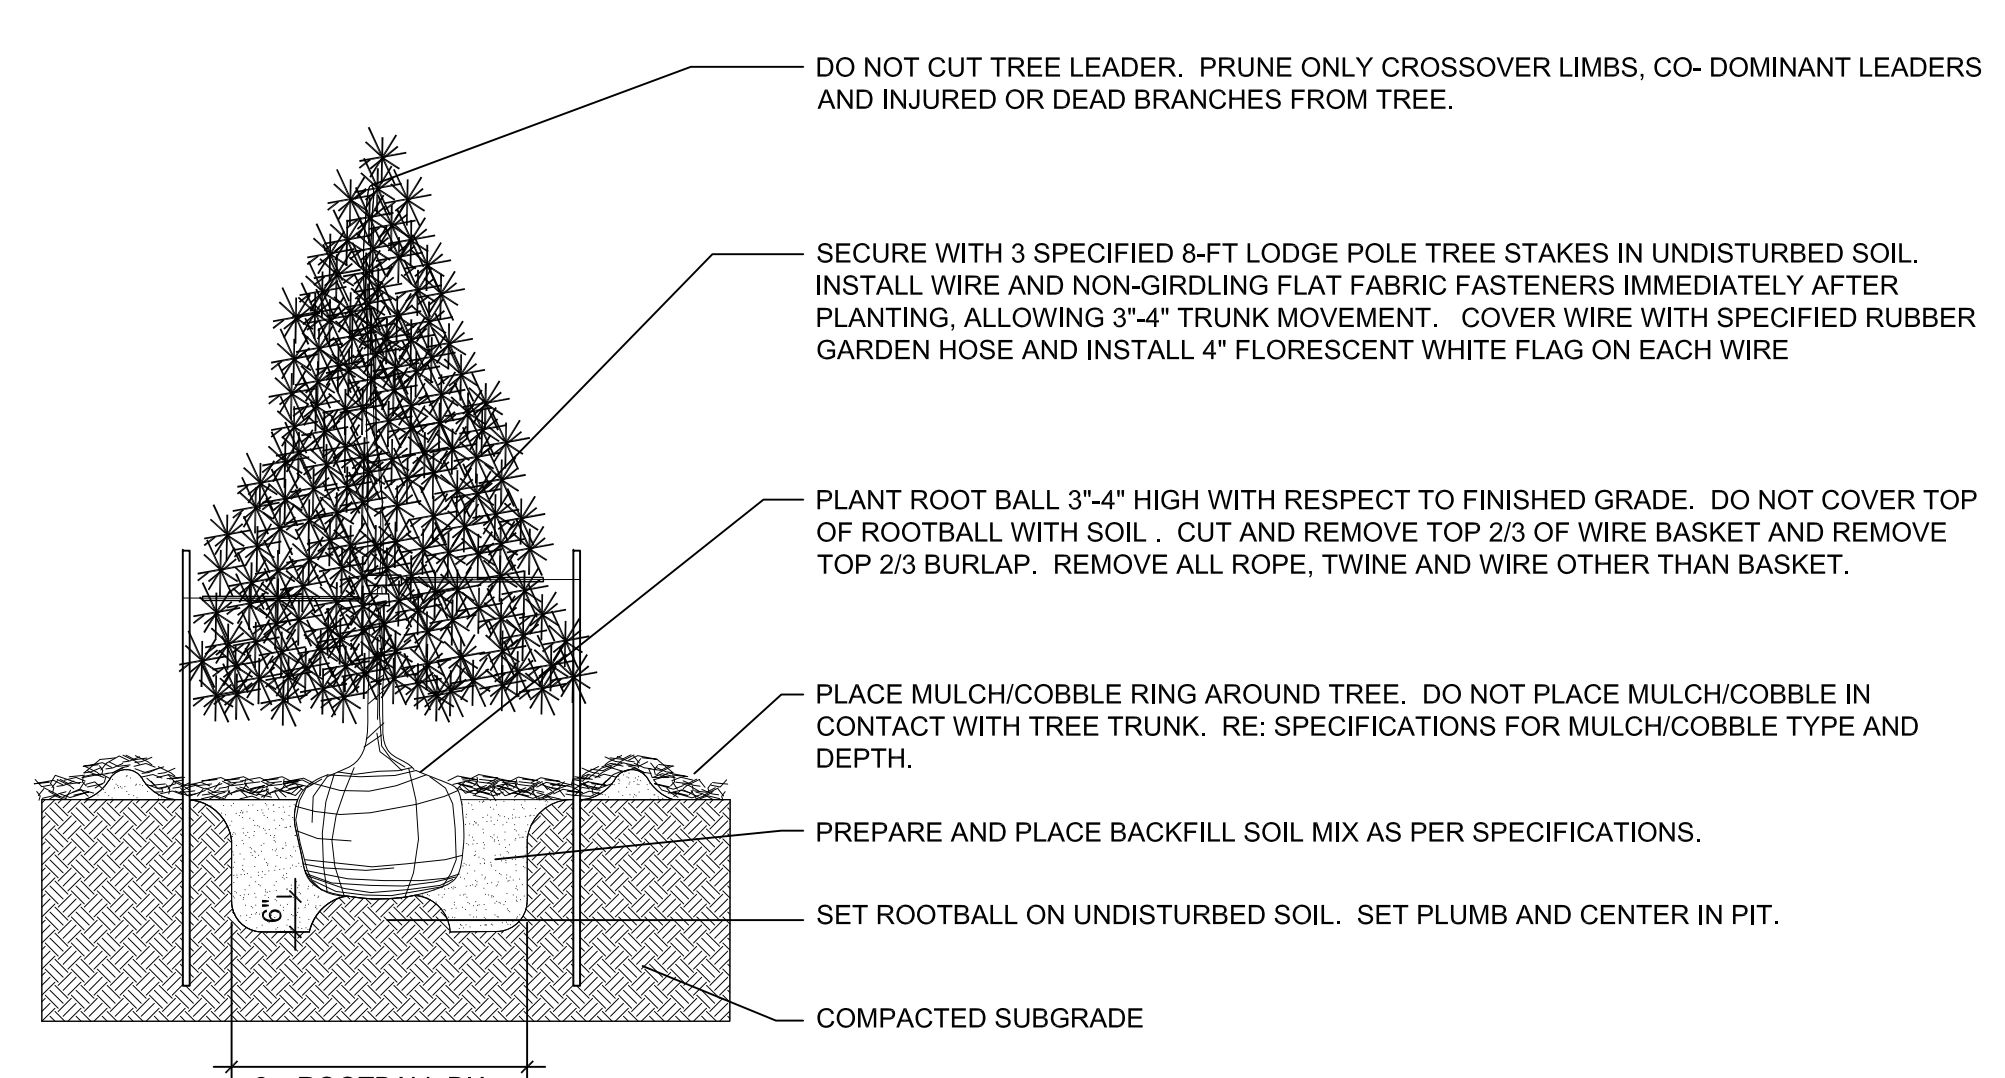 DO NOT CUT TREE LEADER. PRUNE ONLY CROSSOVER LIMBS, CO- DOMINANT LEADERS
AND INJURED OR DEAD BRANCHES FROM TREE.
SECURE WITH 3 SPECIFIED 8-FT LODGE POLE TREE STAKES IN UNDISTURBED SOIL.
INSTALL WIRE AND NON-GIRDLING FLAT FABRIC FASTENERS IMMEDIATELY AFTER
PLANTING, ALLOWING 3"-4" TRUNK MOVEMENT. COVER WIRE WITH SPECIFIED RUBBER
GARDEN HOSE AND INSTALL 4" FLORESCENT WHITE FLAG ON EACH WIRE
PLANT ROOT BALL 3"-4" HIGH WITH RESPECT TO FINISHED GRADE. DO NOT COVER TOP
OF ROOTBALL WITH SOIL . CUT AND REMOVE TOP 2/3 OF WIRE BASKET AND REMOVE
TOP 2/3 BURLAP. REMOVE ALL ROPE, TWINE AND WIRE OTHER THAN BASKET.
PLACE MULCH/COBBLE RING AROUND TREE. DO NOT PLACE MULCH/COBBLE IN
CONTACT WITH TREE TRUNK. RE: SPECIFICATIONS FOR MULCH/COBBLE TYPE AND
DEPTH.
PREPARE AND PLACE BACKFILL SOIL MIX AS PER SPECIFICATIONS.
6"
SET ROOTBALL ON UNDISTURBED SOIL. SET PLUMB AND CENTER IN PIT.
COMPACTED SUBGRADE
ROOTBALL